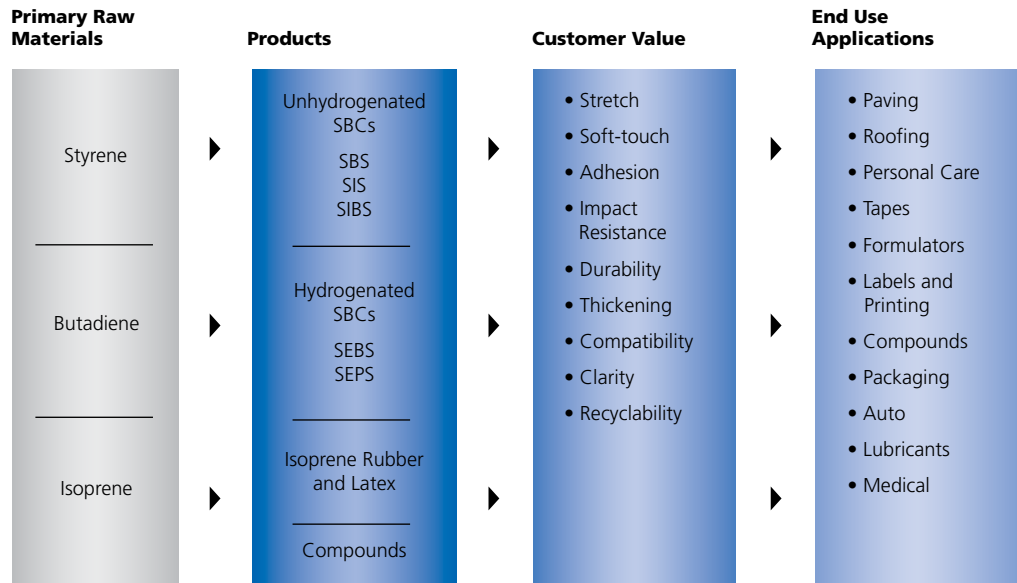 Primary Raw
Materials
Products
Customer Value
End Use
Applications
Styrene
Butadiene
Isoprene
Unhydrogenated
SBCs
SBS
SIS
SIBS
Hydrogenated
SBCs
SEBS
SEPS
Isoprene Rubber
and Latex
Compounds
• Stretch
• Soft-touch
• Adhesion
• Impact
Resistance
• Durability
• Thickening
• Compatibility
• Clarity
• Recyclability
• Paving
• Roofing
• Personal Care
• Tapes
• Formulators
• Labels and
Printing
• Compounds
• Packaging
• Auto
• Lubricants
• Medical